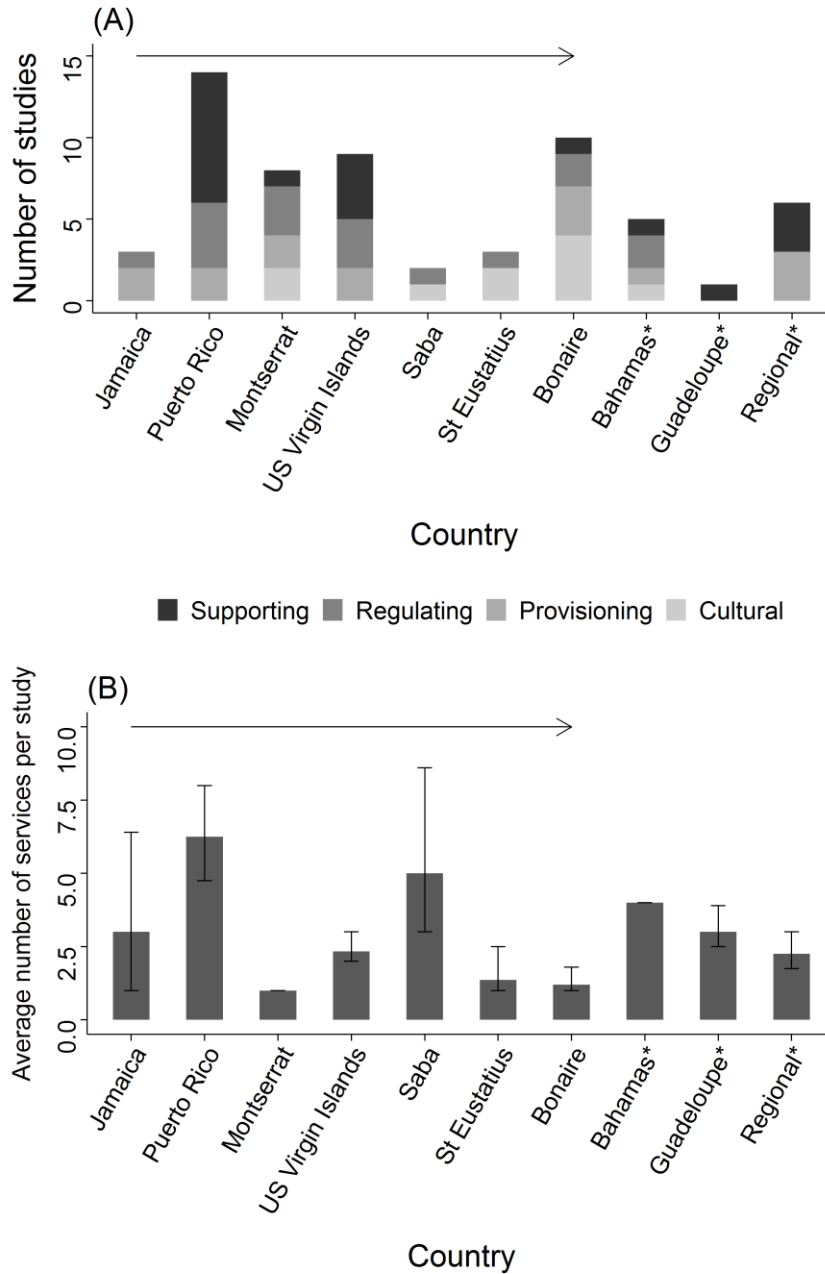 (A)
Number of studies
15
10
5
0
Jamaica
Puerto Rico
Montserrat
US Virgin Islands
Saba
St Eustatius
Bonaire
Bahamas*
Guadeloupe*
Regional*
Country
Supporting Regulating Provisioning Cultural
(B)
Average number of services per study
10.0
7.5
5.0
2.5
0.0
Jamaica
Puerto Rico
Montserrat
US Virgin Islands
Saba
St Eustatius
Bonaire
Bahamas*
Guadeloupe*
Regional*
Country